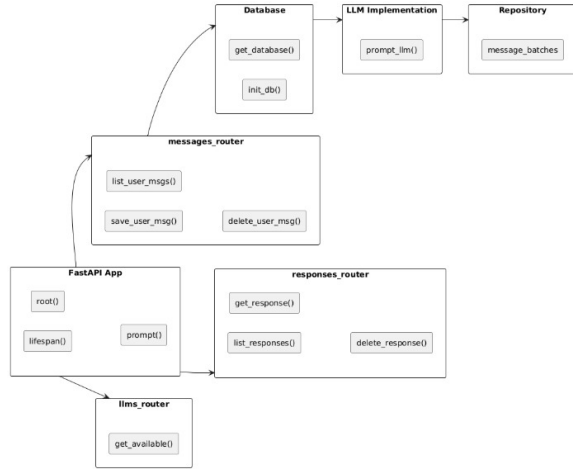 Database
get_database()
init_db()
LLM Implementation
prompt_llm()
Repository
message_batches
messages_router
list_user_msgs()
save_user_msg()
delete_user_msg()
FastAPI App
root()
lifespan()
prompt()
responses_router
get_response()
list_responses()
delete_response()
llms_router
get_available()